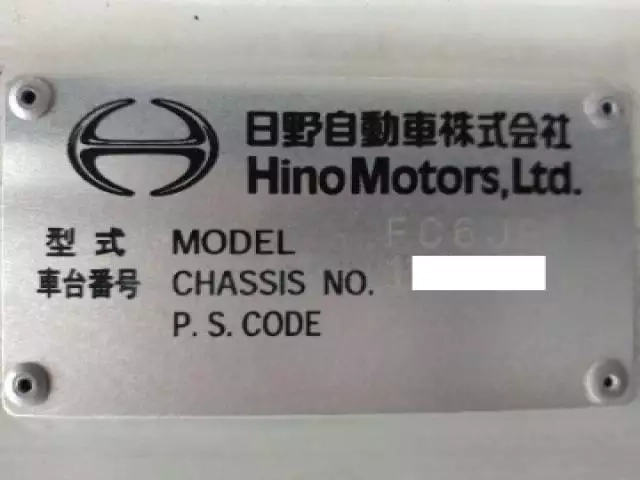 日野自動車株式会社
Hino Motors, Ltd.
型式 MODEL FC6J
車台番号 CHASSIS NO.
P. S. CODE